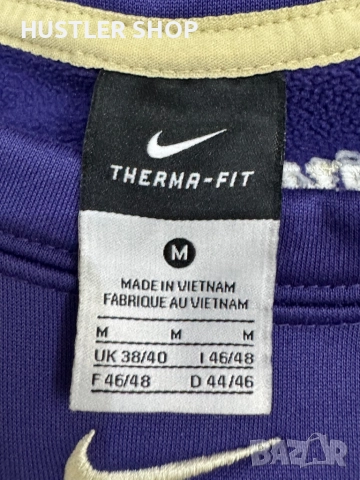 HUSTLER SHOP
THERMA-FIT
M
MADE IN VIETNAM
FABRIQUE AU VIETNAM
M M M
UK 38/40 I 46/48
F 46/48 D 44/46
BAZAR